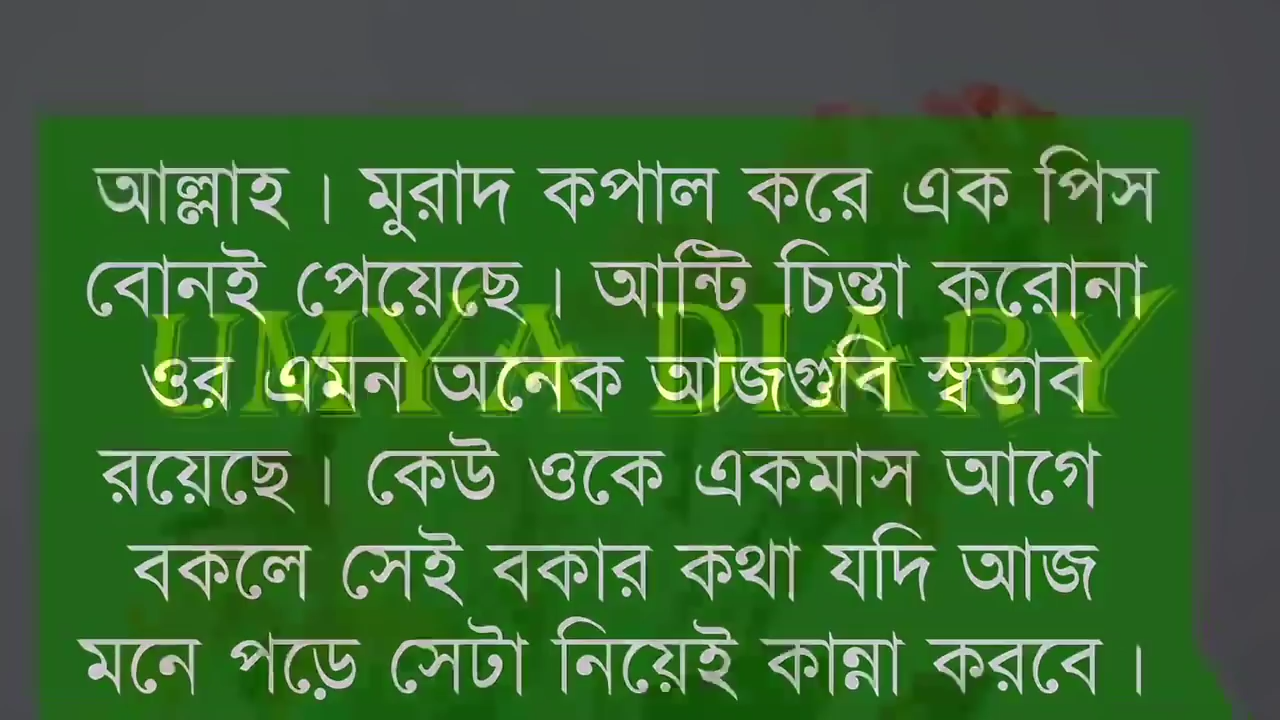 আল্লাহ । মুরাদ কপাল করে এক পিস
বোনই পেয়েছে । আন্টি চিন্তা করোনা
UMYA DIARY
ওর এমন অনেক আজগুবি স্বভাব
রয়েছে । কেউ ওকে একমাস আগে
বকলে সেই বকার কথা যদি আজ
মনে পড়ে সেটা নিয়েই কান্না করবে ।